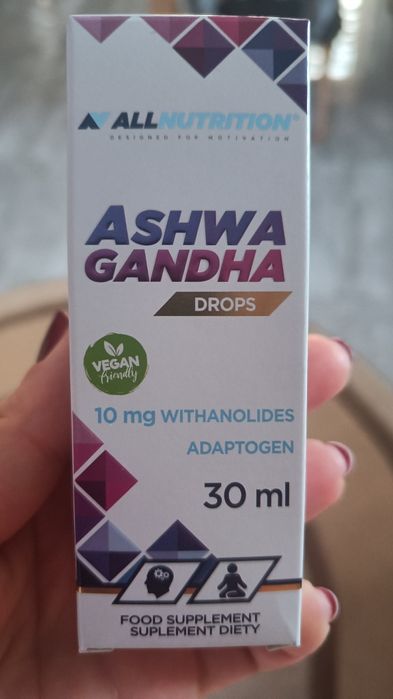 ALLNUTRITION®
DESIGNED FOR MOTIVATION
ASHWA
GANDHA
DROPS
VEGAN
friendly
10 mg WITHANOLIDES
ADAPTOGEN
30 ml
FOOD SUPPLEMENT
SUPLEMENT DIETY